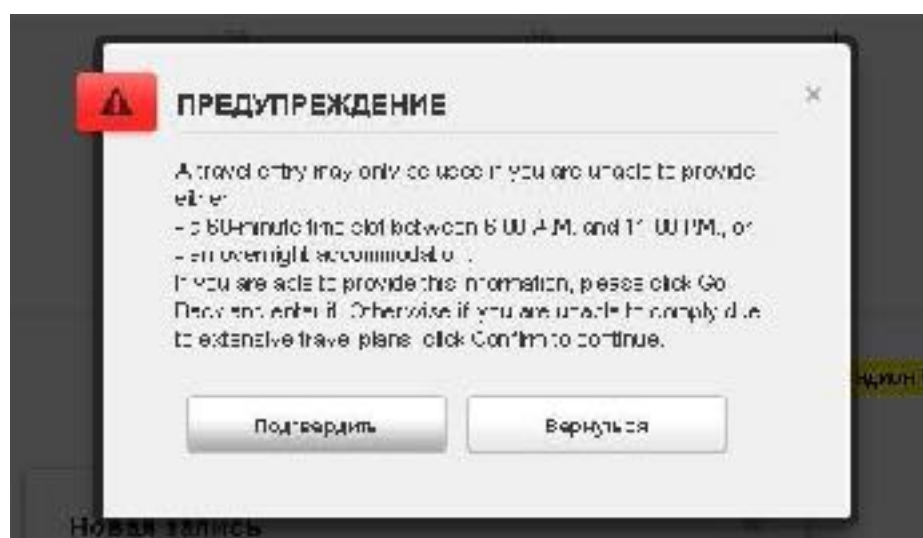 ПРЕДУПРЕЖДЕНИЕ
A travel entry may only be used if you are unable to provide
either
- a 60-minute time slot between 6:00 A.M. and 11:00 P.M., or
- an overnight accommodation.
If you are able to provide this information, please click Go
Back and enter it. Otherwise if you are unable to comply due
to extensive travel plans, click Confirm to continue.
Подтвердить
Вернуться
Новая запись